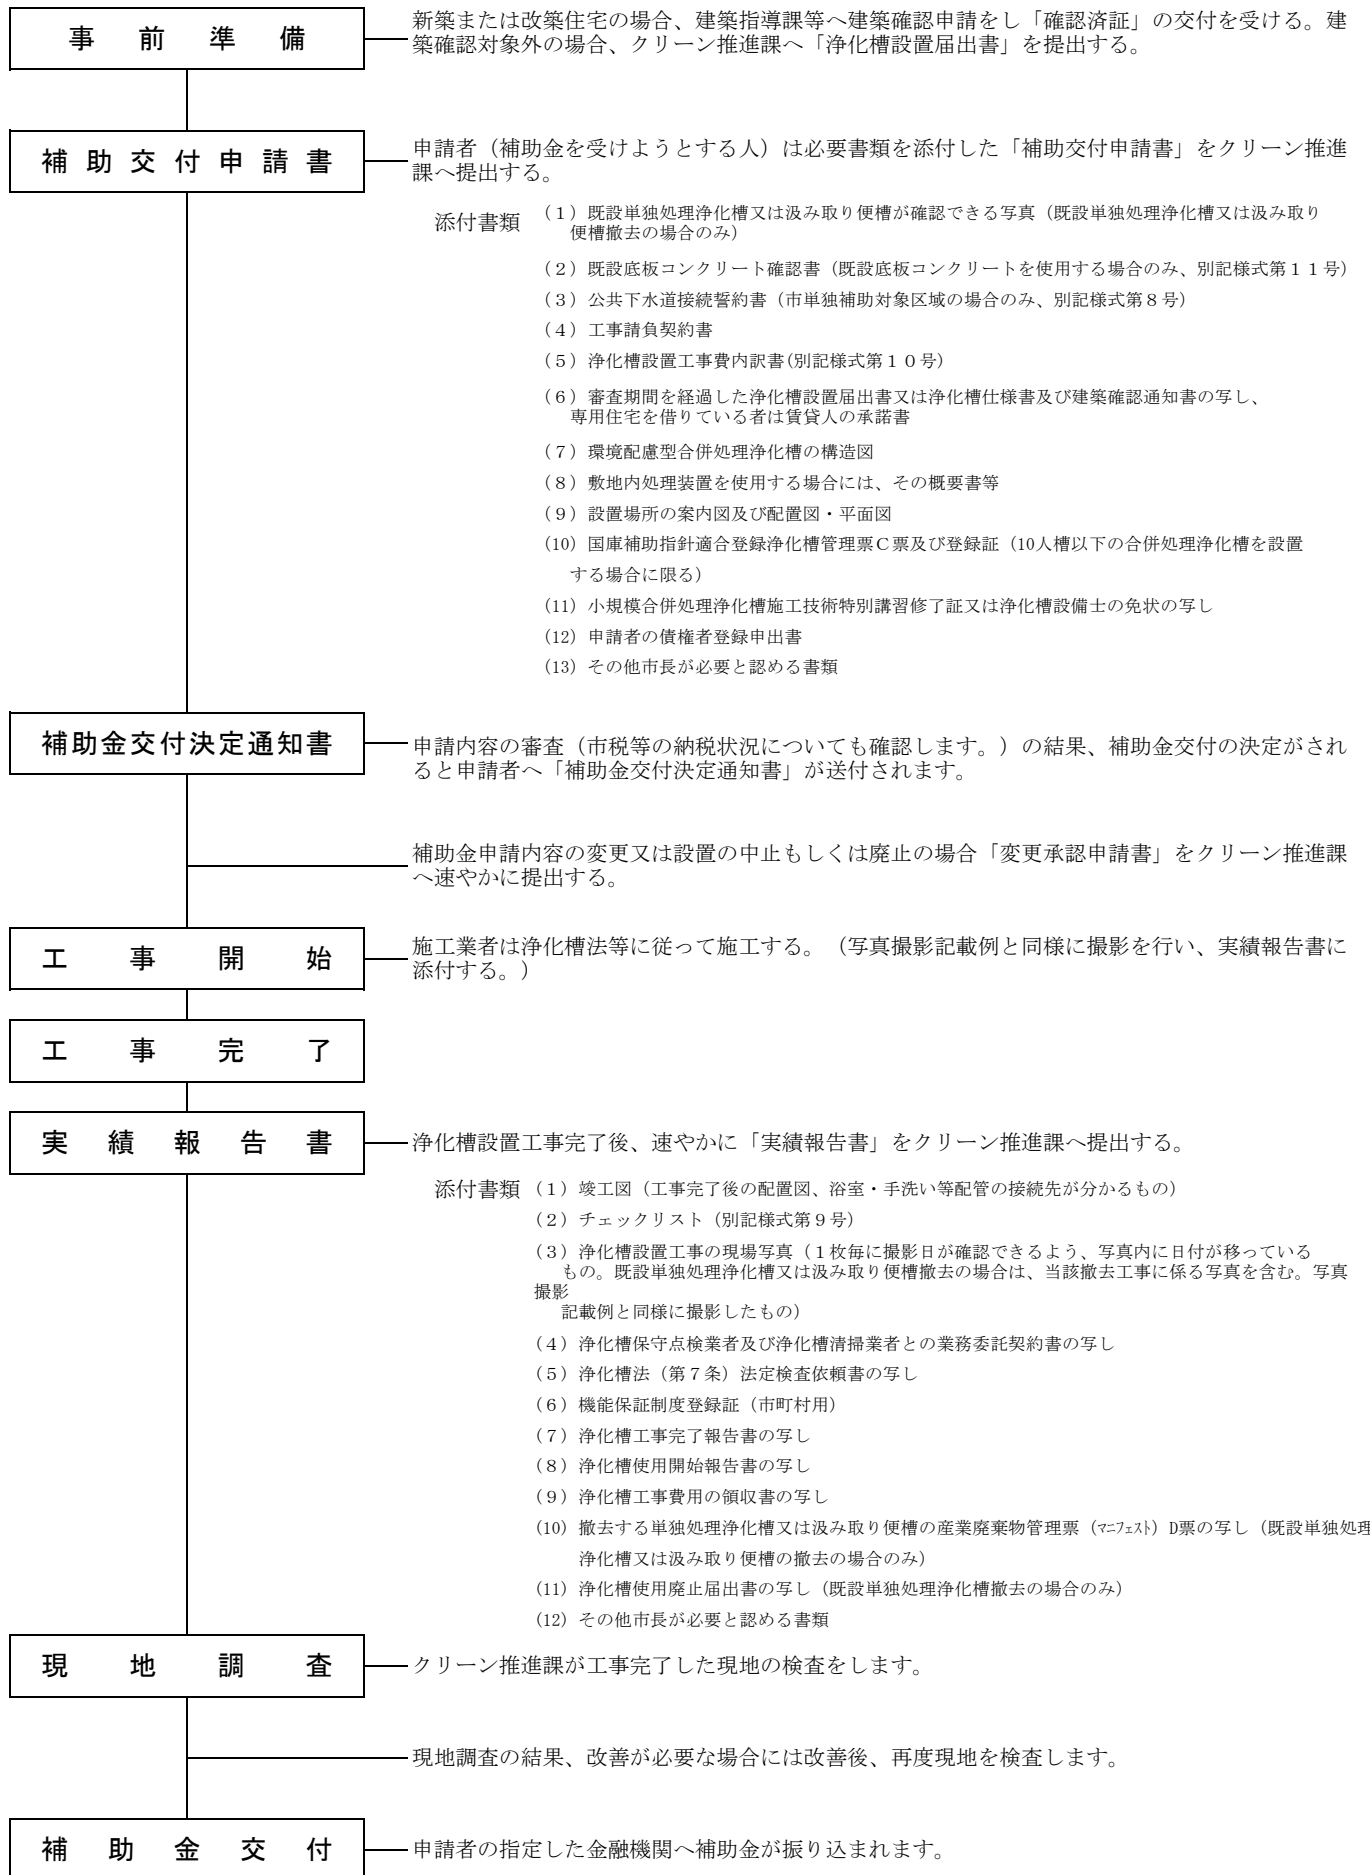 事前準備
新築または改築住宅の場合、建築指導課等へ建築確認申請をし「確認済証」の交付を受ける。建
築確認対象外の場合、クリーン推進課へ「浄化槽設置届出書」を提出する。
補助交付申請書
申請者（補助金を受けようとする人）は必要書類を添付した「補助交付申請書」をクリーン推進
課へ提出する。
添付書類 （１）既設単独処理浄化槽又は汲み取り便槽が確認できる写真（既設単独処理浄化槽又は汲み取り
便槽撤去の場合のみ）
（２）既設底板コンクリート確認書（既設底板コンクリートを使用する場合のみ、別記様式第１１号）
（３）公共下水道接続誓約書（市単独補助対象区域の場合のみ、別記様式第８号）
（４）工事請負契約書
（５）浄化槽設置工事費内訳書(別記様式第１０号）
（６）審査期間を経過した浄化槽設置届出書又は浄化槽仕様書及び建築確認通知書の写し、
専用住宅を借りている者は賃貸人の承諾書
（７）環境配慮型合併処理浄化槽の構造図
（８）敷地内処理装置を使用する場合には、その概要書等
（９）設置場所の案内図及び配置図・平面図
（10）国庫補助指針適合登録浄化槽管理票Ｃ票及び登録証（10人槽以下の合併処理浄化槽を設置
する場合に限る）
（11）小規模合併処理浄化槽施工技術特別講習修了証又は浄化槽設備士の免状の写し
（12）申請者の債権者登録申出書
（13）その他市長が必要と認める書類
補助金交付決定通知書
申請内容の審査（市税等の納税状況についても確認します。）の結果、補助金交付の決定がされ
ると申請者へ「補助金交付決定通知書」が送付されます。
補助金申請内容の変更又は設置の中止もしくは廃止の場合「変更承認申請書」をクリーン推進課
へ速やかに提出する。
工事開始
施工業者は浄化槽法等に従って施工する。（写真撮影記載例と同様に撮影を行い、実績報告書に
添付する。）
工事完了
実績報告書
浄化槽設置工事完了後、速やかに「実績報告書」をクリーン推進課へ提出する。
添付書類 （１）竣工図（工事完了後の配置図、浴室・手洗い等配管の接続先が分かるもの）
（２）チェックリスト（別記様式第９号）
（３）浄化槽設置工事の現場写真（１枚毎に撮影日が確認できるよう、写真内に日付が移っている
もの。既設単独処理浄化槽又は汲み取り便槽撤去の場合は、当該撤去工事に係る写真を含む。写真
撮影
記載例と同様に撮影したもの）
（４）浄化槽保守点検業者及び浄化槽清掃業者との業務委託契約書の写し
（５）浄化槽法（第７条）法定検査依頼書の写し
（６）機能保証制度登録証（市町村用）
（７）浄化槽工事完了報告書の写し
（８）浄化槽使用開始報告書の写し
（９）浄化槽工事費用の領収書の写し
（10）撤去する単独処理浄化槽又は汲み取り便槽の産業廃棄物管理票（ﾏﾆﾌｪｽﾄ）D票の写し（既設単独処理
浄化槽又は汲み取り便槽の撤去の場合のみ）
（11）浄化槽使用廃止届出書の写し（既設単独処理浄化槽撤去の場合のみ）
（12）その他市長が必要と認める書類
現地調査
クリーン推進課が工事完了した現地の検査をします。
現地調査の結果、改善が必要な場合には改善後、再度現地を検査します。
補助金交付
申請者の指定した金融機関へ補助金が振り込まれます。